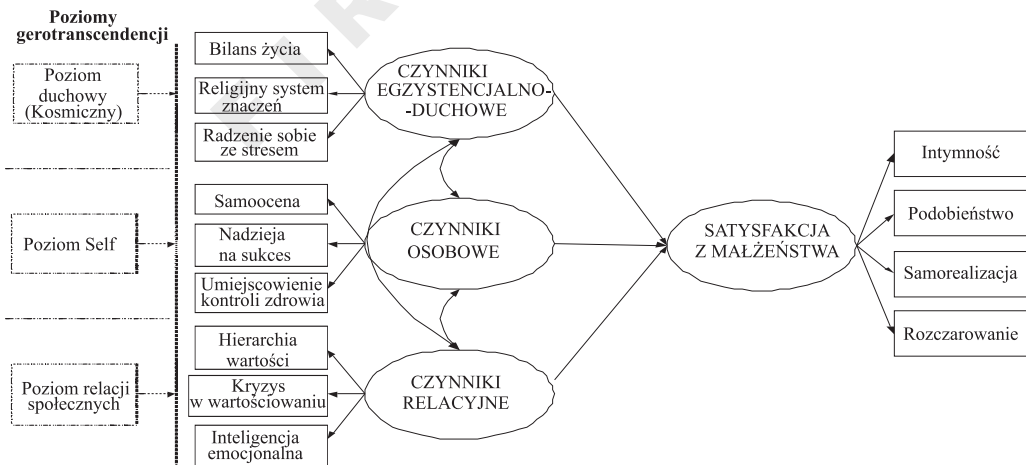 Poziomy
gerotranscendencji
Poziom
duchowy
(Kosmiczny)
Poziom Self
Poziom relacji
społecznych
Bilans życia
Religijny system
znaczeń
Radzenie sobie
ze stresem
Samoocena
Nadzieja
na sukces
Umiejscowienie
kontroli zdrowia
Hierarchia
wartości
Kryzys
w wartościowaniu
Inteligencja
emocjonalna
CZYNNIKI
EGZYSTENCJALNO-
-DUCHOWE
CZYNNIKI
OSOBOWE
CZYNNIKI
RELACYJNE
SATYSFAKCJA
Z MAŁŻEŃSTWA
Intymność
Podobieństwo
Samorealizacja
Rozczarowanie